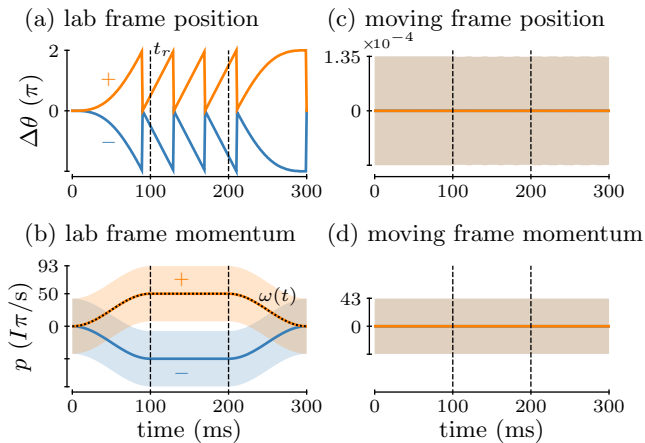 (a) lab frame position
(c) moving frame position
×10⁻⁴
2
0
Δθ (π)
+
−
t_r
0 100 200 300
1.35
0
0 100 200 300
(b) lab frame momentum
(d) moving frame momentum
93
50
0
p (Iπ/s)
+
ω(t)
−
0 100 200 300
time (ms)
43
0
0 100 200 300
time (ms)